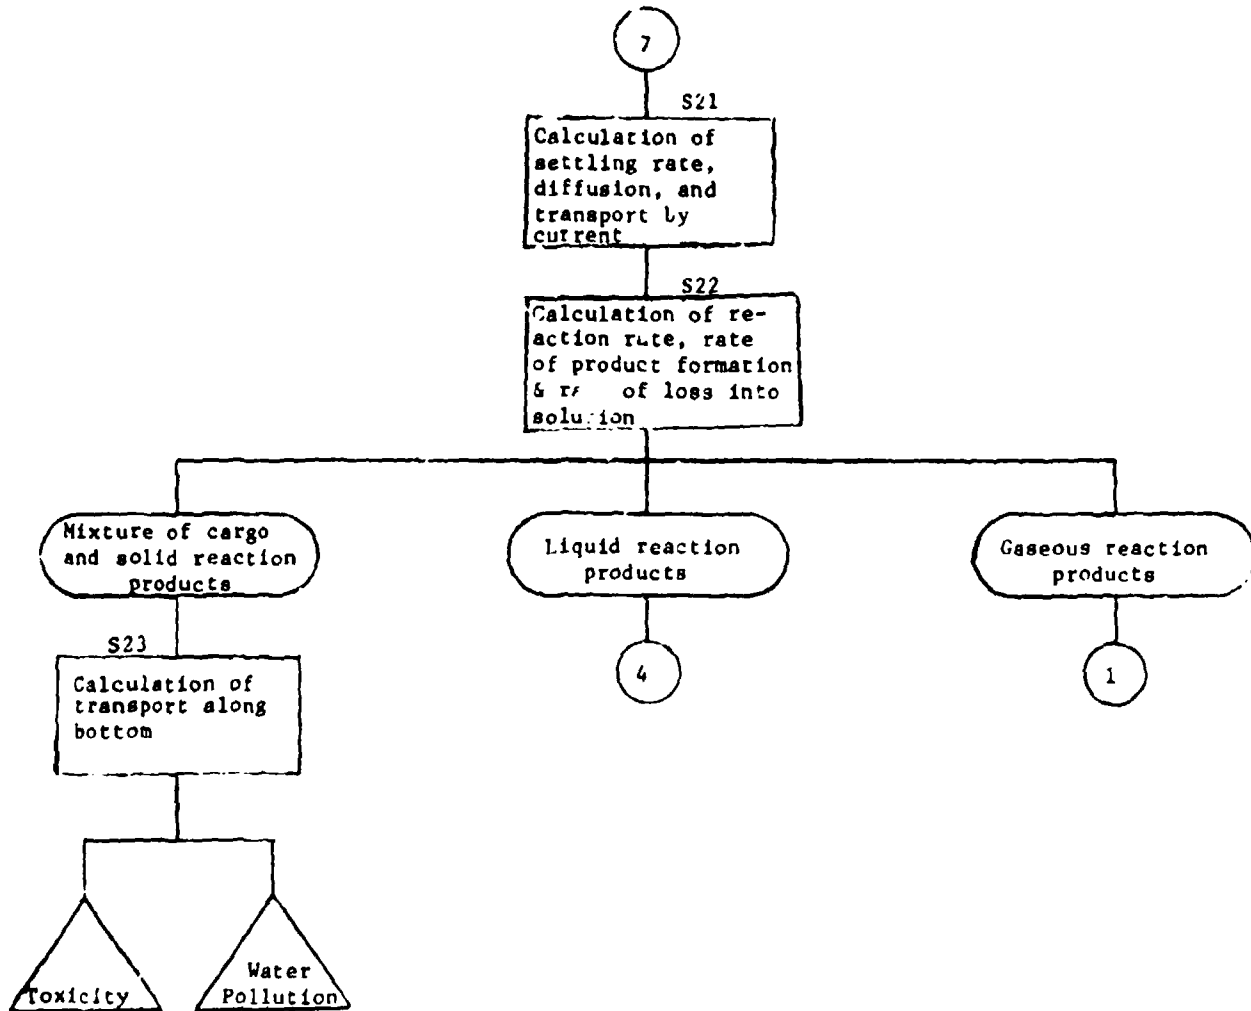 7
S21
Calculation of
settling rate,
diffusion, and
transport by
current
S22
Calculation of re-
action rate, rate
of product formation
& of loss into
solution
Mixture of cargo
and solid reaction
products
Liquid reaction
products
Gaseous reaction
products
S23
Calculation of
transport along
bottom
4
1
Toxicity
Water
Pollution